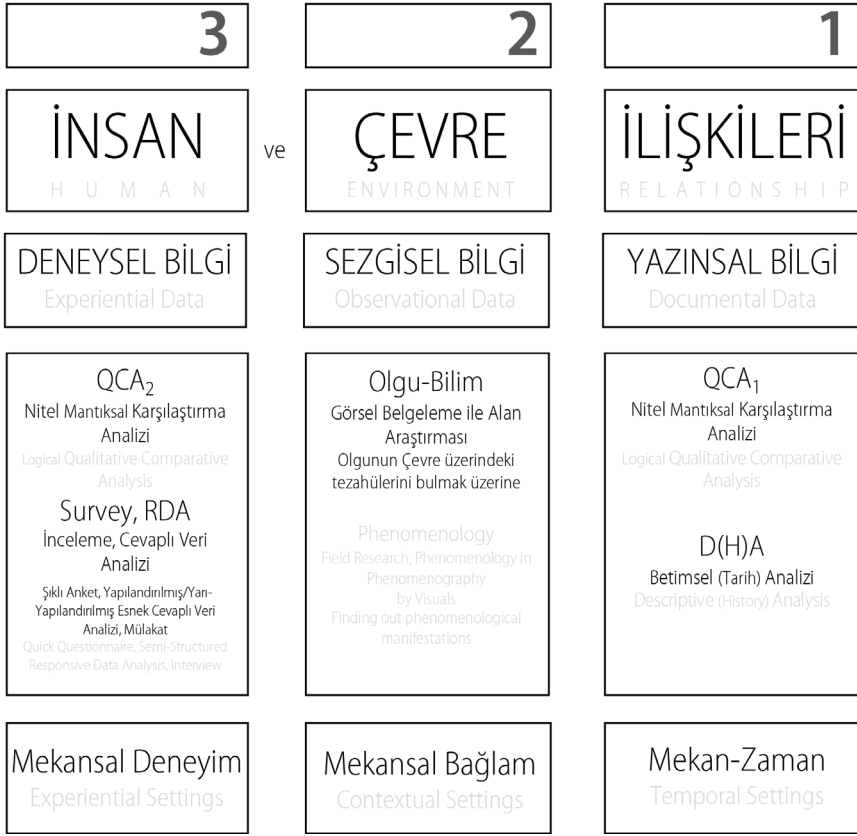 3
2
1
İNSAN
HUMAN
ve
ÇEVRE
ENVIRONMENT
İLİŞKİLERİ
RELATIONSHIP
DENEYSEL BİLGİ
Experiential Data
SEZGİSEL BİLGİ
Observational Data
YAZINSAL BİLGİ
Documental Data
QCA₂
Nitel Mantıksal Karşılaştırma
Analizi
Logical Qualitative Comparative
Analysis
Survey, RDA
İnceleme, Cevaplı Veri
Analizi
Şıklı Anket, Yapılandırılmış/Yarı-
Yapılandırılmış Esnek Cevaplı Veri
Analizi, Mülakat
Quick Questionnaire, Semi-Structured
Responsive Data Analysis, Interview
Olgu-Bilim
Görsel Belgeleme ile Alan
Araştırması
Olgunun Çevre üzerindeki
tezahülerini bulmak üzerine
Phenomenology
Field Research, Phenomenology in
Phenomenography
by Visuals
Finding out phenomenological
manifestations
QCA₁
Nitel Mantıksal Karşılaştırma
Analizi
Logical Qualitative Comparative
Analysis
D(H)A
Betimsel (Tarih) Analizi
Descriptive (History) Analysis
Mekansal Deneyim
Experiential Settings
Mekansal Bağlam
Contextual Settings
Mekan-Zaman
Temporal Settings